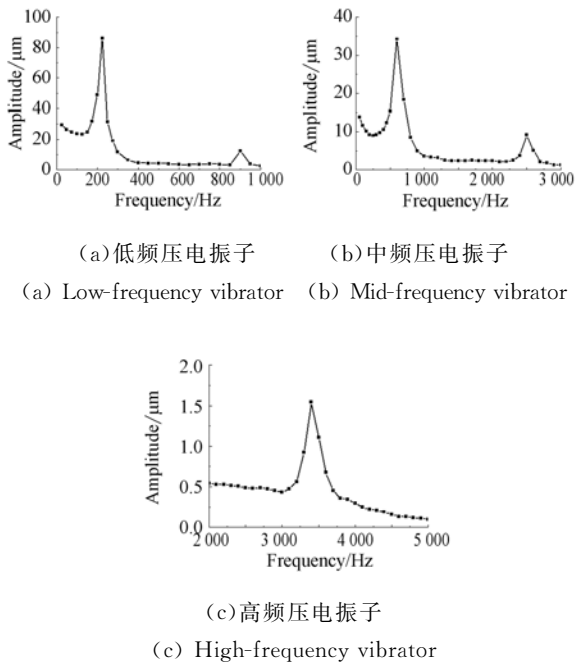 100
80
60
40
20
0
Amplitude/μm
0 200 400 600 800 1 000
Frequency/Hz
40
30
20
10
0
Amplitude/μm
0 1 000 2 000 3 000
Frequency/Hz
(a)低频压电振子 (b)中频压电振子
(a) Low-frequency vibrator (b) Mid-frequency vibrator
2.0
1.5
1.0
0.5
0.0
Amplitude/μm
2 000 3 000 4 000 5 000
Frequency/Hz
(c)高频压电振子
(c) High-frequency vibrator